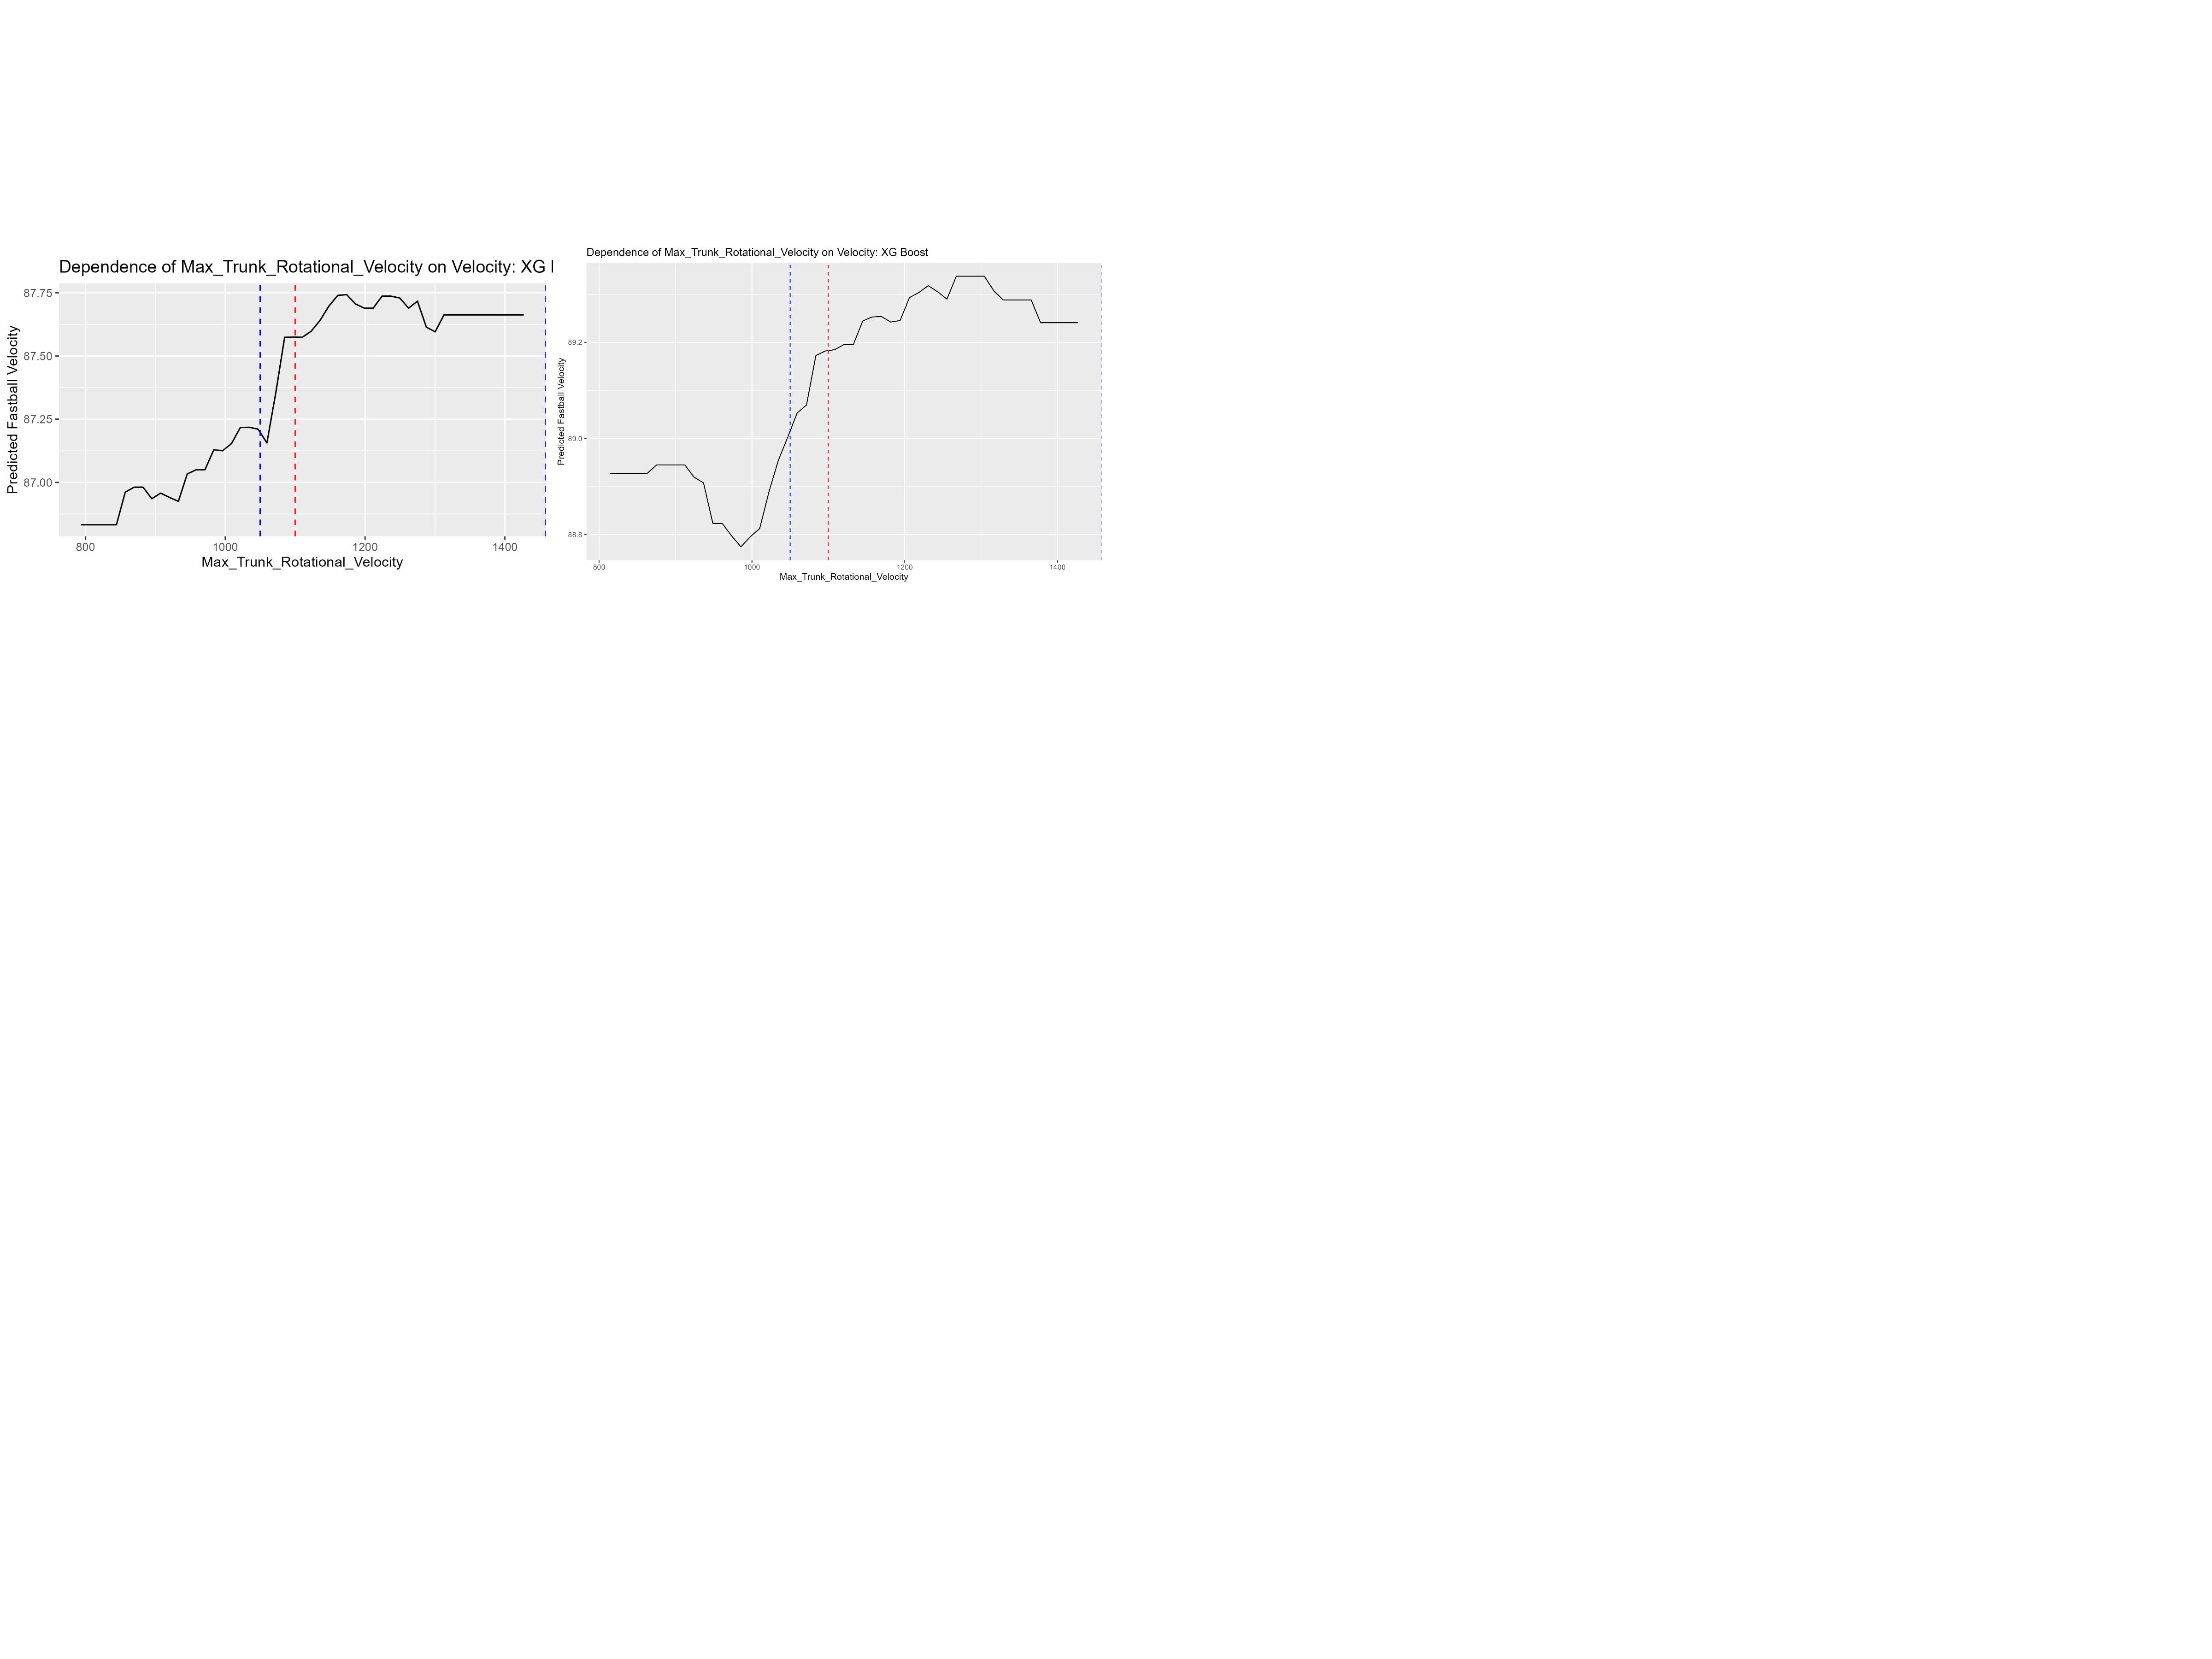 Dependence of Max_Trunk_Rotational_Velocity on Velocity: XG
87.75
87.50
87.25
87.00
Predicted Fastball Velocity
800 1000 1200 1400
Max_Trunk_Rotational_Velocity
Dependence of Max_Trunk_Rotational_Velocity on Velocity: XG Boost
89.2
89.0
88.8
Predicted Fastball Velocity
800 1000 1200 1400
Max_Trunk_Rotational_Velocity